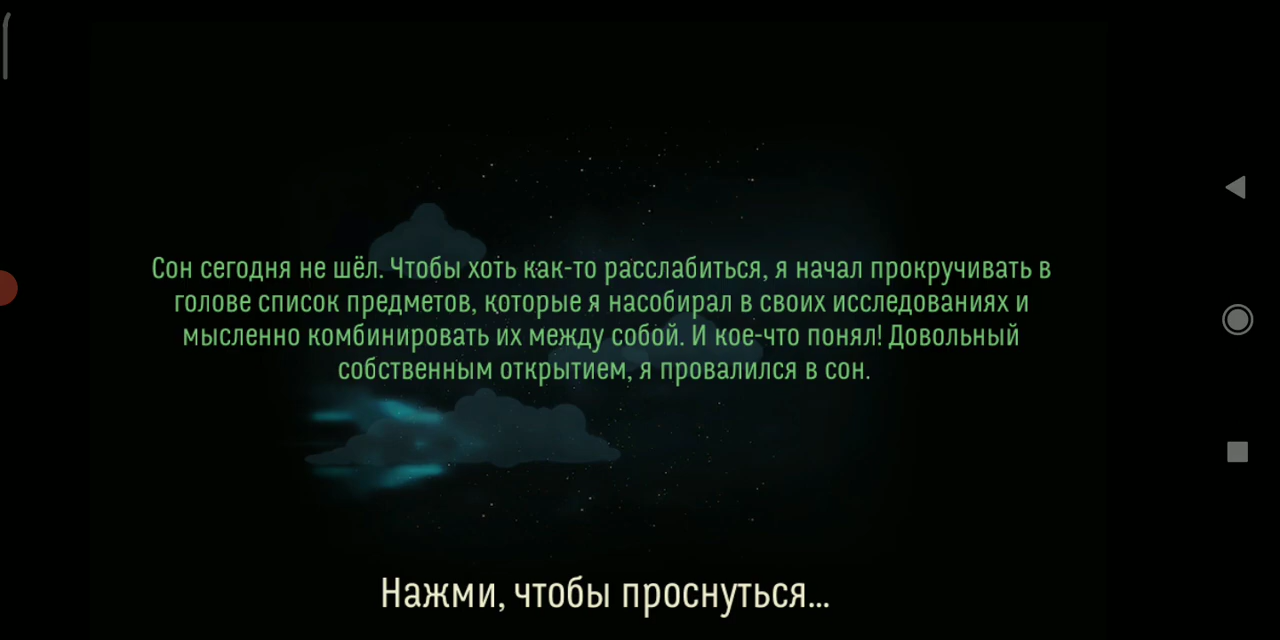 Сон сегодня не шёл. Чтобы хоть как-то расслабиться, я начал прокручивать в
голове список предметов, которые я насобирал в своих исследованиях и
мысленно комбинировать их между собой. И кое-что понял! Довольный
собственным открытием, я провалился в сон.
Нажми, чтобы проснуться...